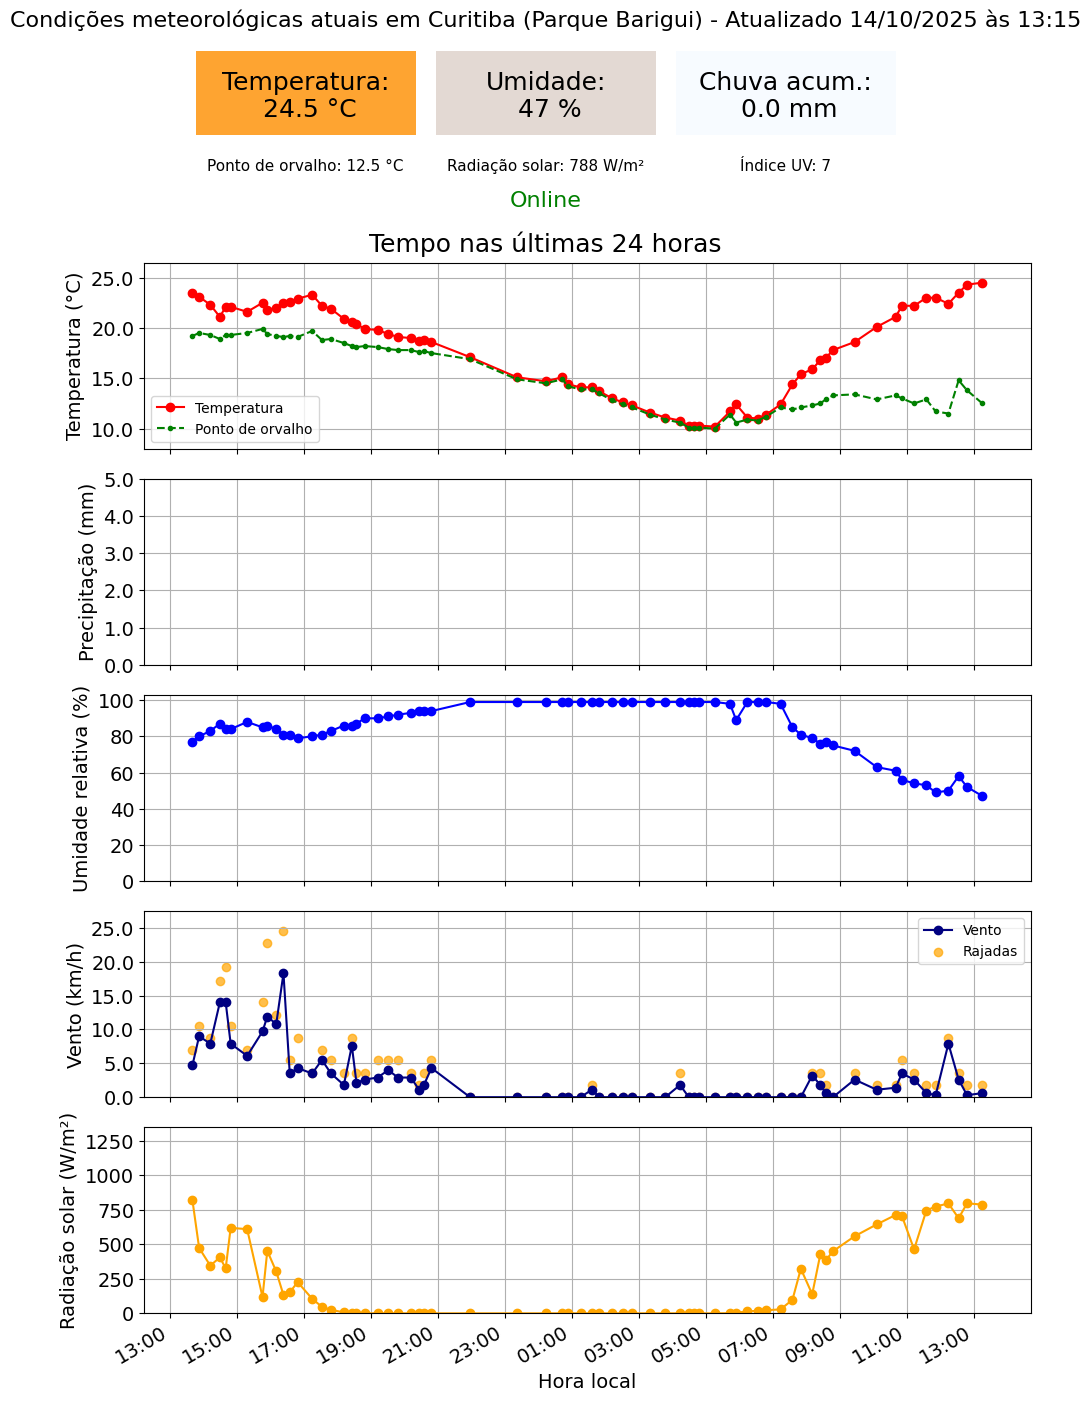 Condições meteorológicas atuais em Curitiba (Parque Barigui) - Atualizado 14/10/2025 às 13:15
Temperatura:
24.5 °C
Umidade:
47 %
Chuva acum.:
0.0 mm
Ponto de orvalho: 12.5 °C
Radiação solar: 788 W/m²
Índice UV: 7
Online
Tempo nas últimas 24 horas
Temperatura (°C)
25.0
20.0
15.0
10.0
Temperatura
Ponto de orvalho
Precipitação (mm)
5.0
4.0
3.0
2.0
1.0
0.0
Umidade relativa (%)
100
80
60
40
20
0
Vento (km/h)
25.0
20.0
15.0
10.0
5.0
0.0
Vento
Rajadas
Radiação solar (W/m²)
1250
1000
750
500
250
0
13:00
15:00
17:00
19:00
21:00
23:00
01:00
03:00
05:00
07:00
09:00
11:00
13:00
Hora local